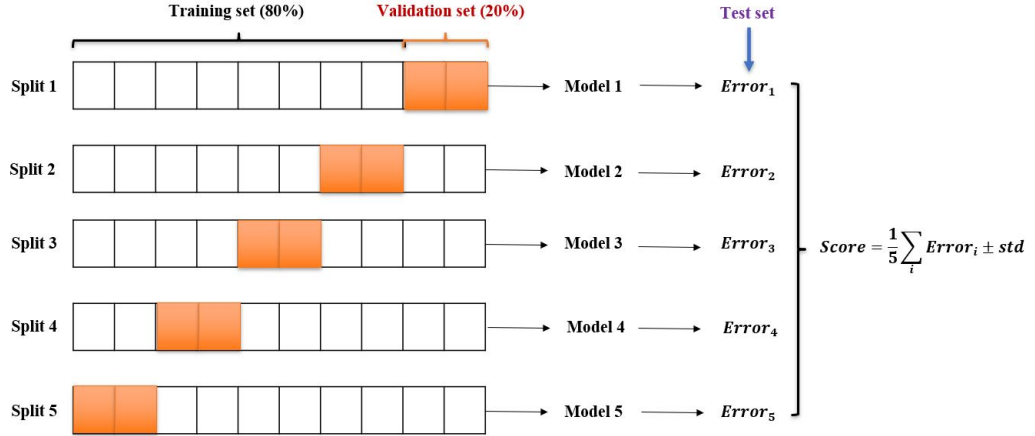 Training set (80%) Validation set (20%) Test set
Split 1 Model 1 Error₁
Split 2 Model 2 Error₂
Split 3 Model 3 Error₃
Score = 1/5 ∑ᵢ Errorᵢ ± std
Split 4 Model 4 Error₄
Split 5 Model 5 Error₅